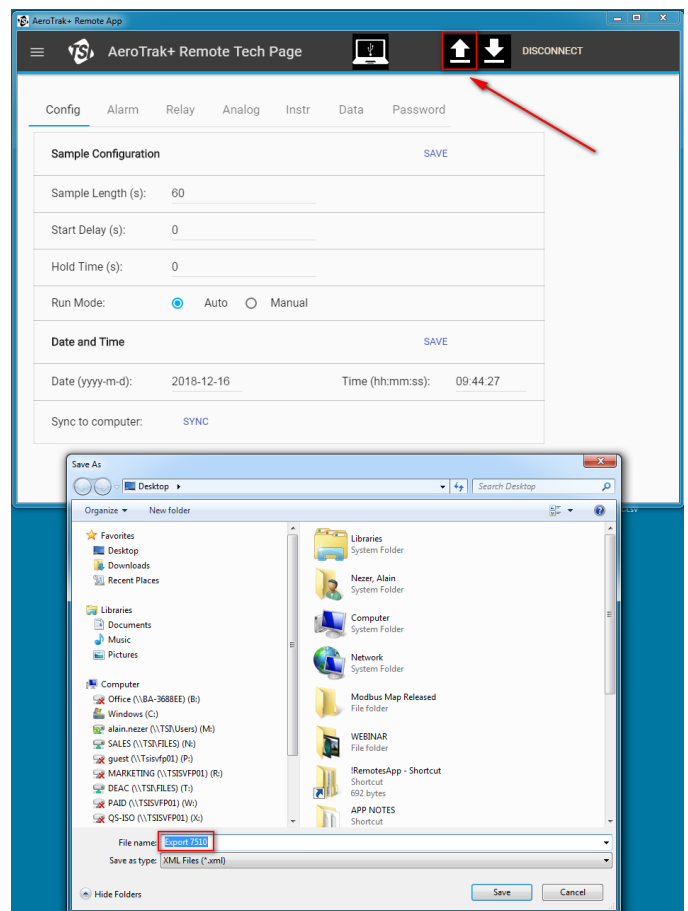 AeroTrak+ Remote App
TSI AeroTrak+ Remote Tech Page DISCONNECT
Config Alarm Relay Analog Instr Data Password
Sample Configuration SAVE
Sample Length (s): 60
Start Delay (s): 0
Hold Time (s): 0
Run Mode: Auto Manual
Date and Time SAVE
Date (yyyy-m-d): 2018-12-16 Time (hh:mm:ss): 09:44:27
Sync to computer: SYNC
Save As
Desktop Search Desktop
.csv
Organize New folder
Favorites
Desktop
Downloads
Recent Places
Libraries
Documents
Music
Pictures
Computer
Office (\\BA-3688EE) (B:)
Windows (C:)
alain.nezer (\\TSI\Users) (M:)
SALES (\\TSI\FILES) (N:)
guest (\\Tsisvfp01) (P:)
MARKETING (\\TSISVFP01) (R:)
DEAC (\\TSI\FILES) (T:)
PAID (\\TSISVFP01) (W:)
QS-ISO (\\TSISVFP01) (X:)
Libraries
System Folder
Nezer, Alain
System Folder
Computer
System Folder
Network
System Folder
Modbus Map Released
File folder
WEBINAR
File folder
!RemotesApp - Shortcut
Shortcut
692 bytes
APP NOTES
Shortcut
File name: Export 7510
Save as type: XML Files (*.xml)
Hide Folders Save Cancel